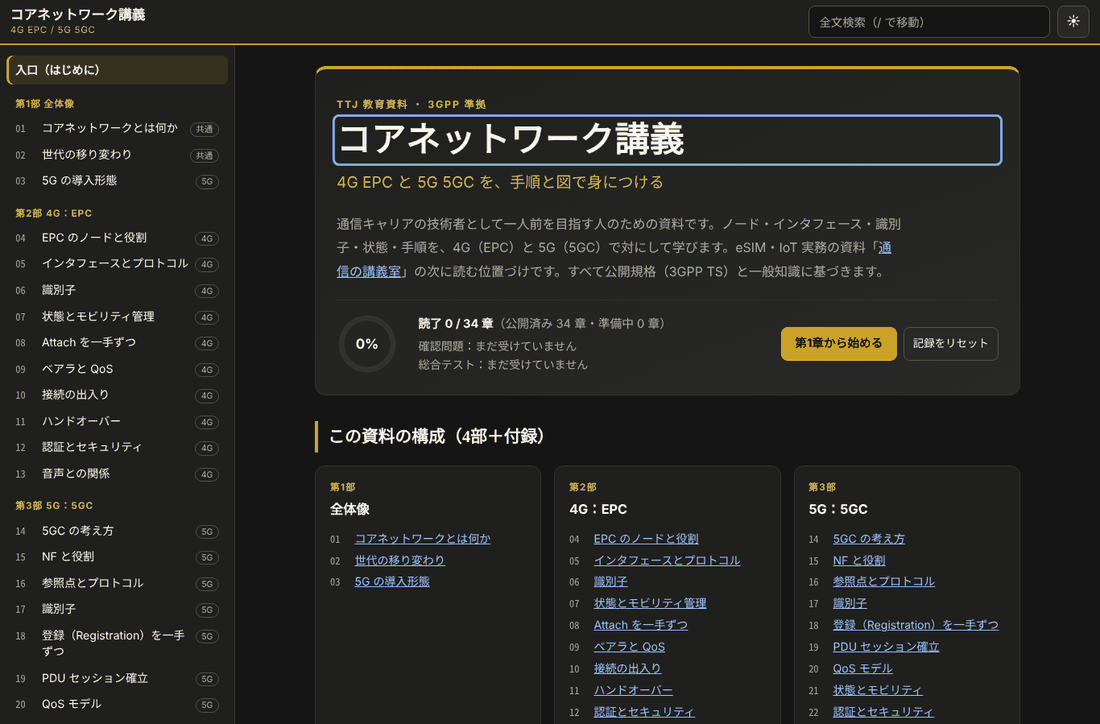 コアネットワーク講義
4G EPC / 5G 5GC
全文検索（/ で移動）
入口（はじめに）
第1部 全体像
01 コアネットワークとは何か 共通
02 世代の移り変わり 共通
03 5G の導入形態 5G
第2部 4G：EPC
04 EPC のノードと役割 4G
05 インタフェースとプロトコル 4G
06 識別子 4G
07 状態とモビリティ管理 4G
08 Attach を一手ずつ 4G
09 ベアラと QoS 4G
10 接続の出入り 4G
11 ハンドオーバー 4G
12 認証とセキュリティ 4G
13 音声との関係 4G
第3部 5G：5GC
14 5GC の考え方 5G
15 NF と役割 5G
16 参照点とプロトコル 5G
17 識別子 5G
18 登録（Registration）を一手 5G
ずつ
19 PDU セッション確立 5G
20 QoS モデル 5G
TTJ 教育資料 ・ 3GPP 準拠
コアネットワーク講義
4G EPC と 5G 5GC を、手順と図で身につける
通信キャリアの技術者として一人前を目指す人のための資料です。ノード・インタフェース・識別
子・状態・手順を、4G（EPC）と 5G（5GC）で対にして学びます。eSIM・IoT 実務の資料「通
信の講義室」の次に読む位置づけです。すべて公開規格（3GPP TS）と一般知識に基づきます。
0%
読了 0 / 34 章（公開済み 34 章・準備中 0 章）
確認問題：まだ受けていません
総合テスト：まだ受けていません
第1章から始める
記録をリセット
この資料の構成（4部＋付録）
第1部
全体像
01 コアネットワークとは何か
02 世代の移り変わり
03 5G の導入形態
第2部
4G：EPC
04 EPC のノードと役割
05 インタフェースとプロトコル
06 識別子
07 状態とモビリティ管理
08 Attach を一手ずつ
09 ベアラと QoS
10 接続の出入り
11 ハンドオーバー
12 認証とセキュリティ
第3部
5G：5GC
14 5GC の考え方
15 NF と役割
16 参照点とプロトコル
17 識別子
18 登録（Registration）を一手ずつ
19 PDU セッション確立
20 QoS モデル
21 状態とモビリティ
22 認証とセキュリティ